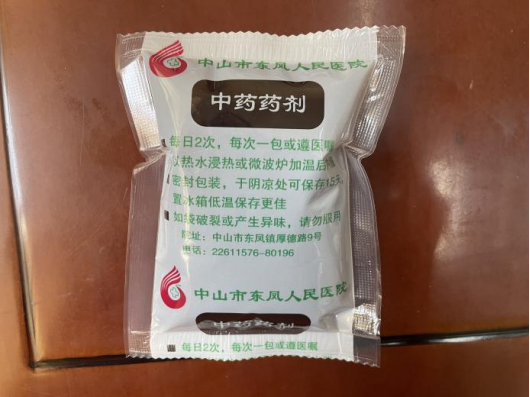 中山市东凤人民医院
中药药剂
每日2次，每次一包或遵医嘱
以热水浸热或微波炉加温后
密封包装，于阴凉处可保存15天
置冰箱低温保存更佳
如袋破裂或产生异味，请勿服用
院址：中山市东凤镇厚德路9号
电话：22611576-80196
中山市东凤人民医院
中药药剂
每日2次，每次一包或遵医嘱